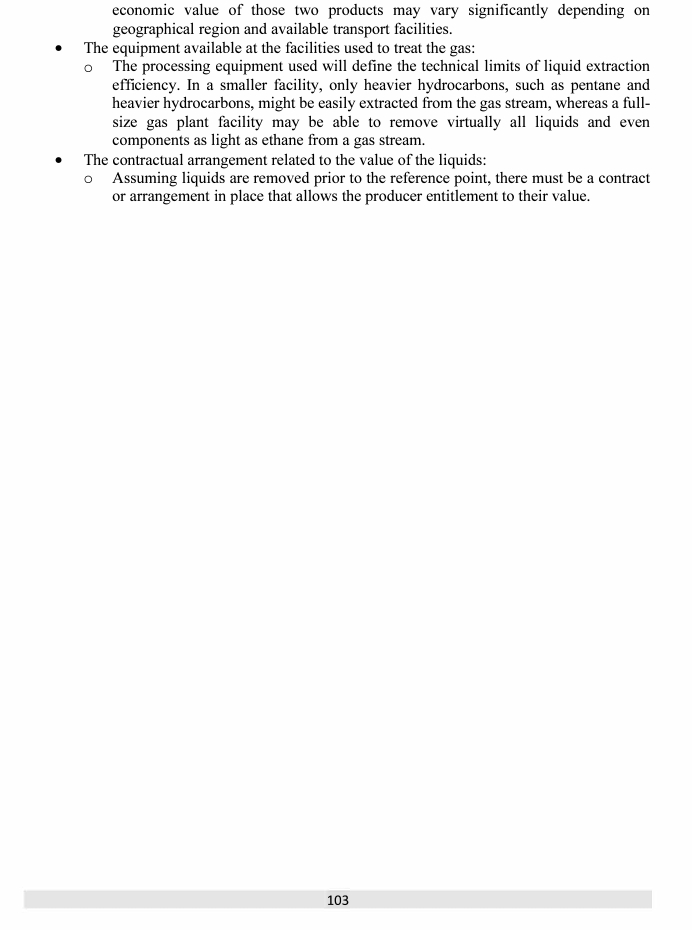 economic value of those two products may vary significantly depending on
geographical region and available transport facilities.
• The equipment available at the facilities used to treat the gas:
o The processing equipment used will define the technical limits of liquid extraction
efficiency. In a smaller facility, only heavier hydrocarbons, such as pentane and
heavier hydrocarbons, might be easily extracted from the gas stream, whereas a full-
size gas plant facility may be able to remove virtually all liquids and even
components as light as ethane from a gas stream.
• The contractual arrangement related to the value of the liquids:
o Assuming liquids are removed prior to the reference point, there must be a contract
or arrangement in place that allows the producer entitlement to their value.
103